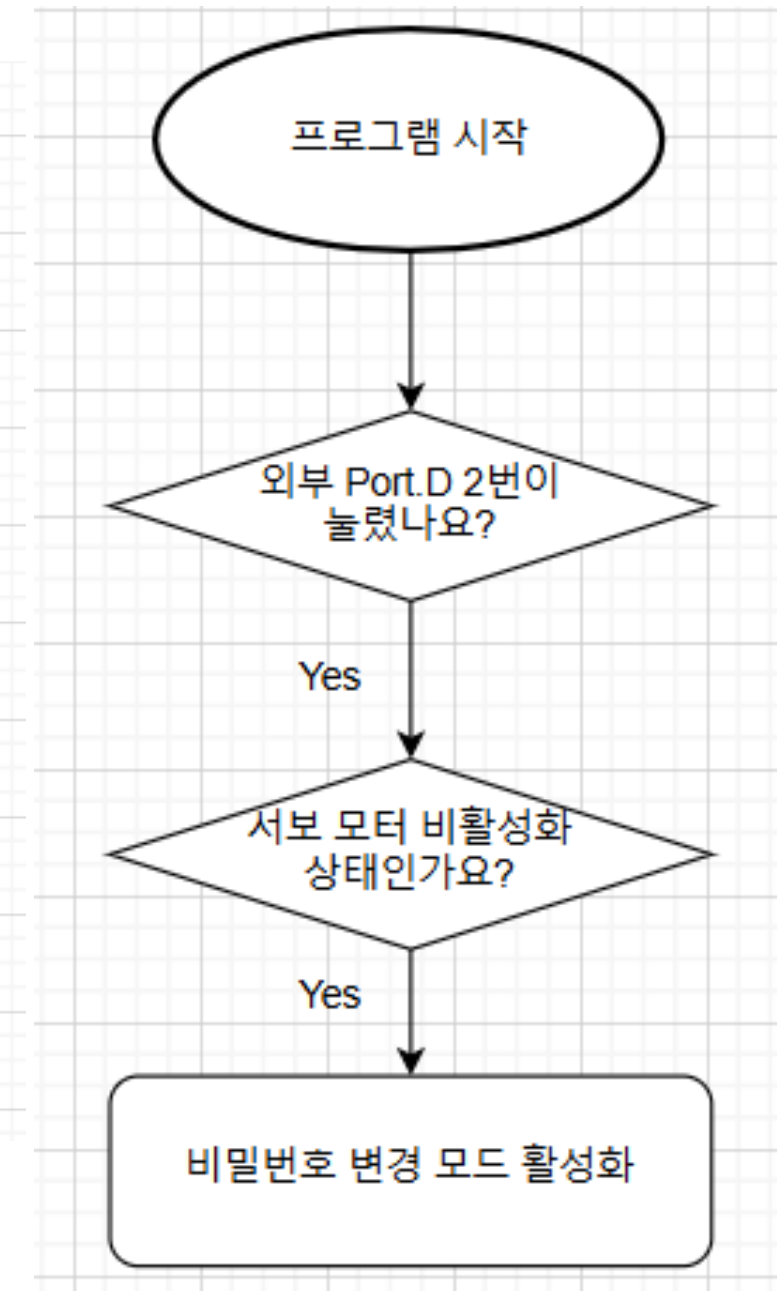 프로그램 시작
외부 Port.D 2번이
눌렸나요?
Yes
서보 모터 비활성화
상태인가요?
Yes
비밀번호 변경 모드 활성화